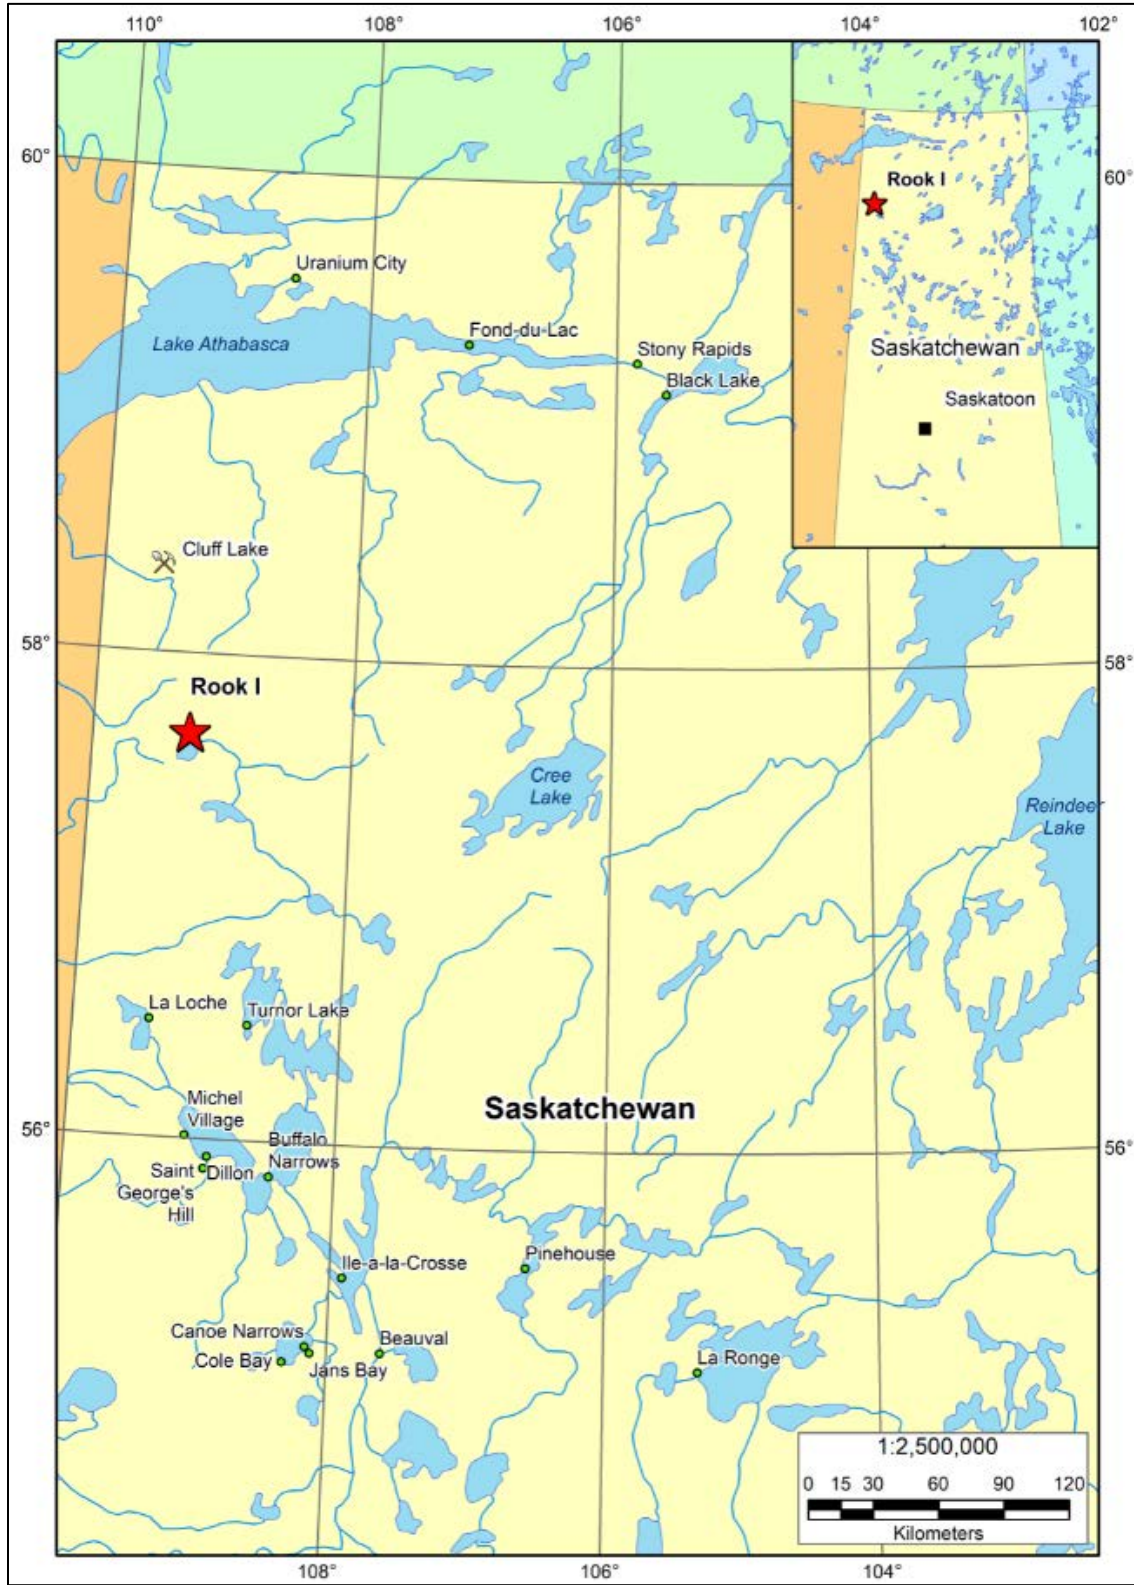 110°
108°
106°
104°
102°
60°
60°
Rook I
Uranium City
Lake Athabasca
Fond-du-Lac
Stony Rapids
Black Lake
Saskatchewan
Saskatoon
Cluff Lake
58°
58°
Rook I
Cree
Lake
Reindeer
Lake
La Loche
Turnor Lake
Michel
Village
Saskatchewan
56°
56°
Buffalo
Narrows
Saint
George's
Hill
Dillon
Ile-a-la-Crosse
Pinehouse
Canoe Narrows
Beauval
Cole Bay
Jans Bay
La Ronge
1:2,500,000
0 15 30 60 90 120
Kilometers
108°
106°
104°